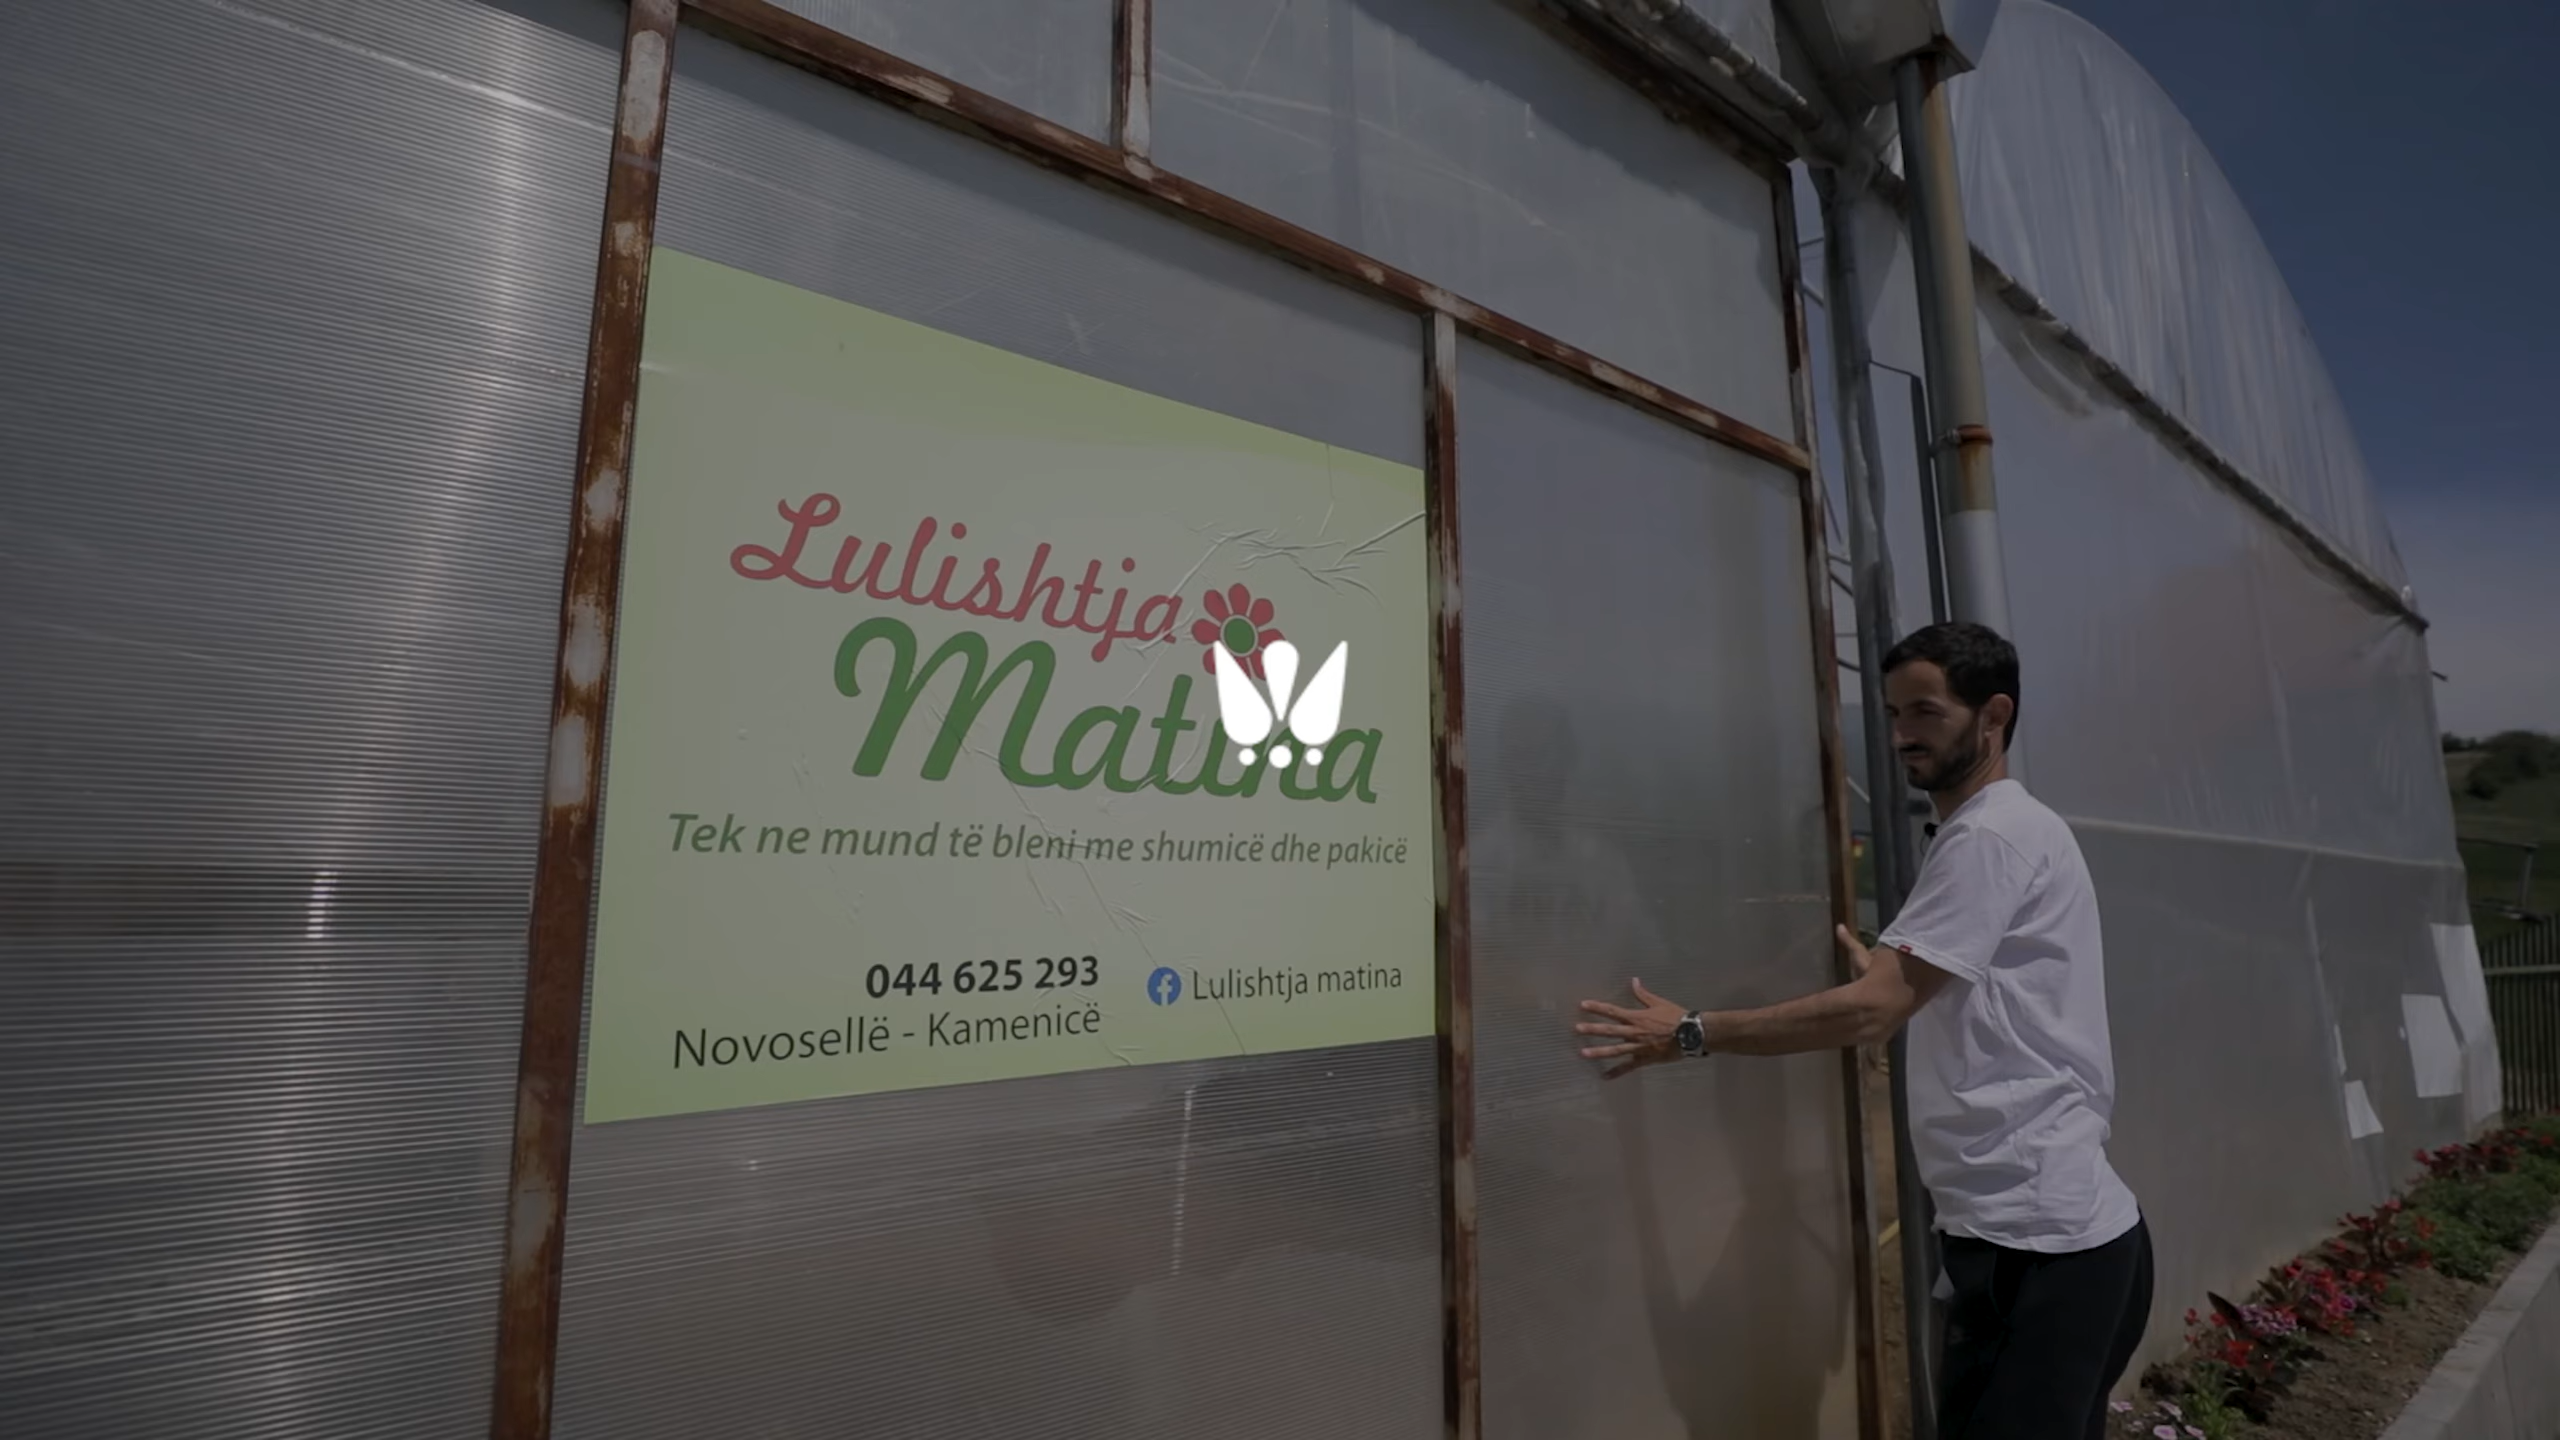 Lulishtja
Matina
Tek ne mund të bleni me shumicë dhe pakicë
044 625 293
Lulishtja matina
Novosellë - Kamenicë